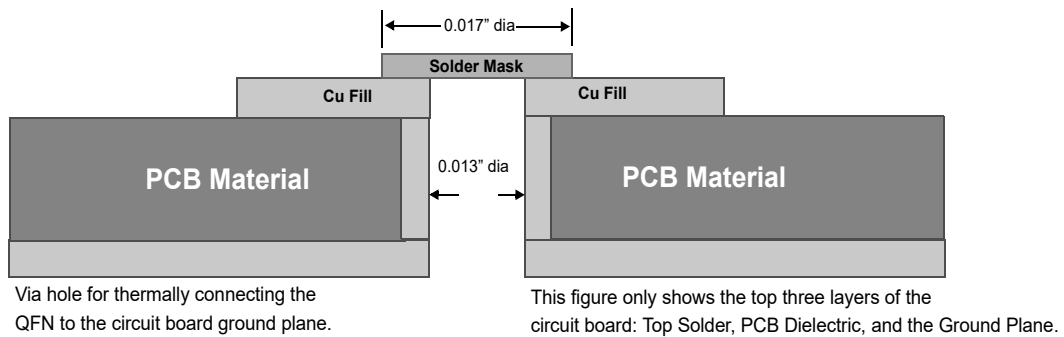 0.017” dia
Solder Mask
Cu Fill
Cu Fill
0.013” dia
PCB Material
PCB Material
Via hole for thermally connecting the
QFN to the circuit board ground plane.
This figure only shows the top three layers of the
circuit board: Top Solder, PCB Dielectric, and the Ground Plane.